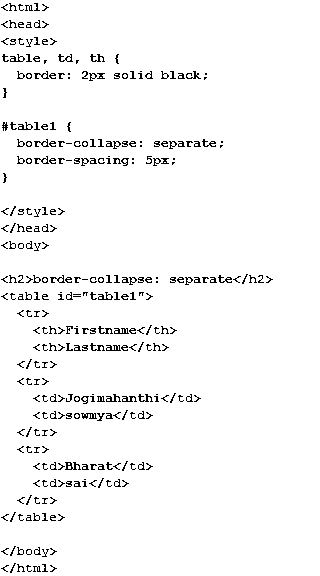 <html>
<head>
<style>
table, td, th {
  border: 2px solid black;
}

#table1 {
  border-collapse: separate;
  border-spacing: 5px;
}

</style>
</head>
<body>

<h2>border-collapse: separate</h2>
<table id="table1">
  <tr>
    <th>Firstname</th>
    <th>Lastname</th>
  </tr>
  <tr>
    <td>Jogimahanthi</td>
    <td>sowmya</td>
  </tr>
  <tr>
    <td>Bharat</td>
    <td>sai</td>
  </tr>
</table>

</body>
</html>